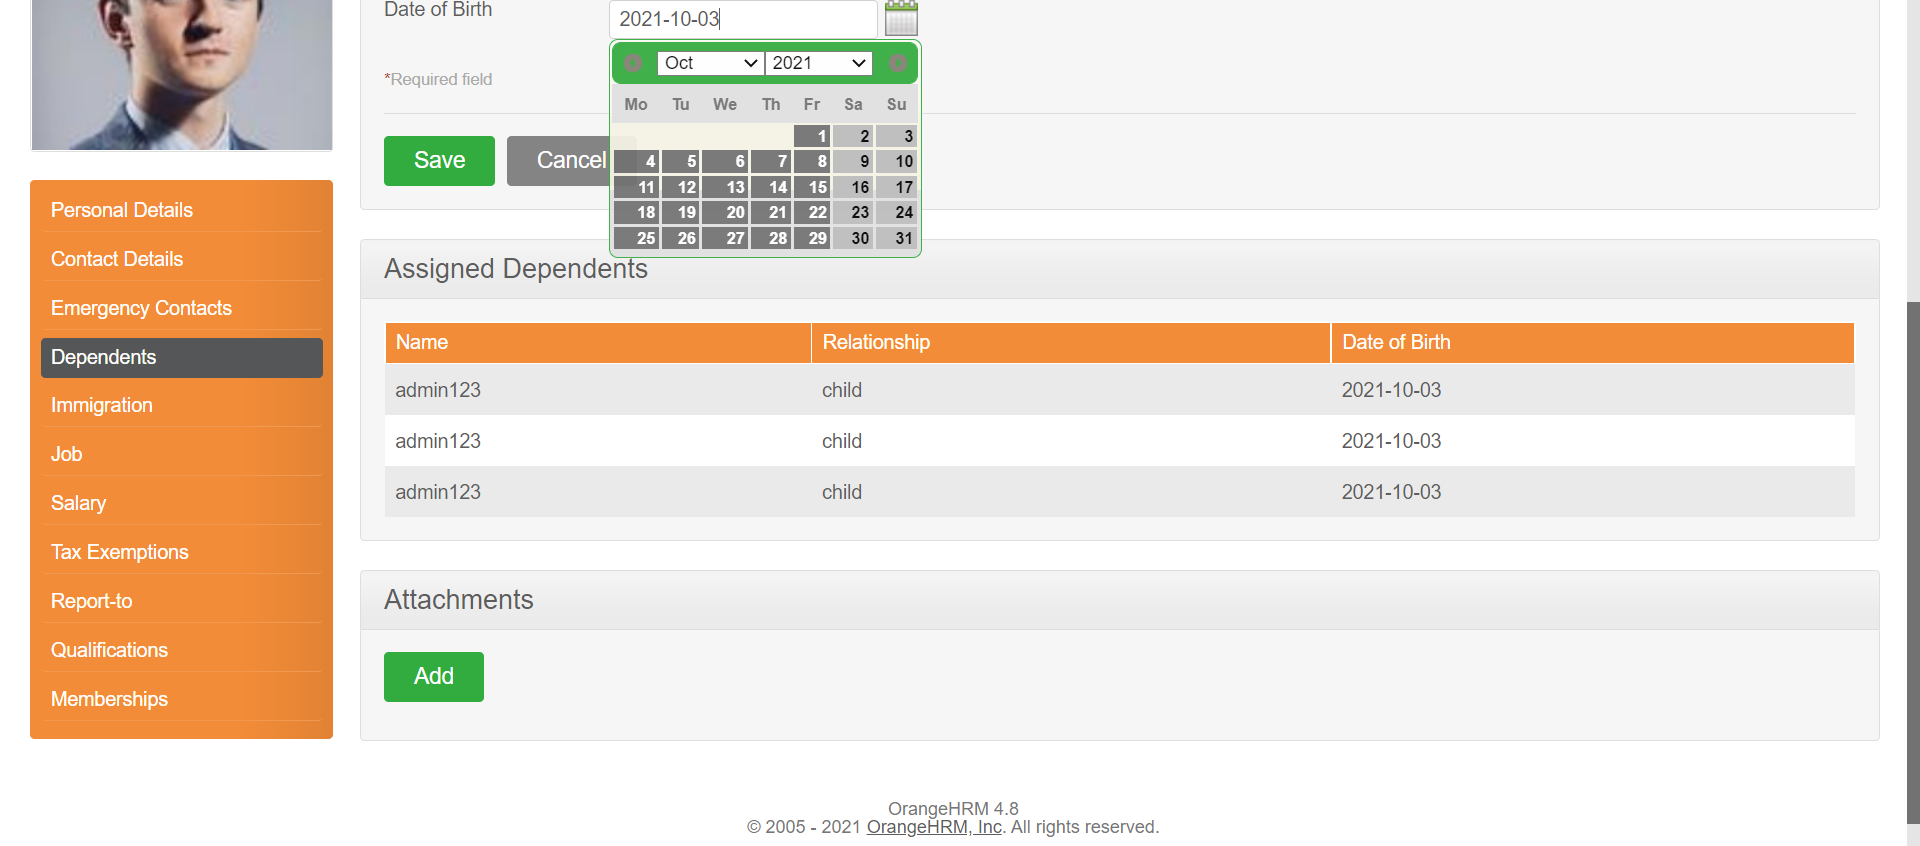 Date of Birth
2021-10-03
Oct 2021
*Required field
Mo Tu We Th Fr Sa Su
1 2 3
4 5 6 7 8 9 10
11 12 13 14 15 16 17
18 19 20 21 22 23 24
25 26 27 28 29 30 31
Save Cancel
Personal Details
Contact Details
Emergency Contacts
Dependents
Immigration
Job
Salary
Tax Exemptions
Report-to
Qualifications
Memberships
Assigned Dependents
Name Relationship Date of Birth
admin123 child 2021-10-03
admin123 child 2021-10-03
admin123 child 2021-10-03
Attachments
Add
OrangeHRM 4.8
© 2005 - 2021 OrangeHRM, Inc. All rights reserved.